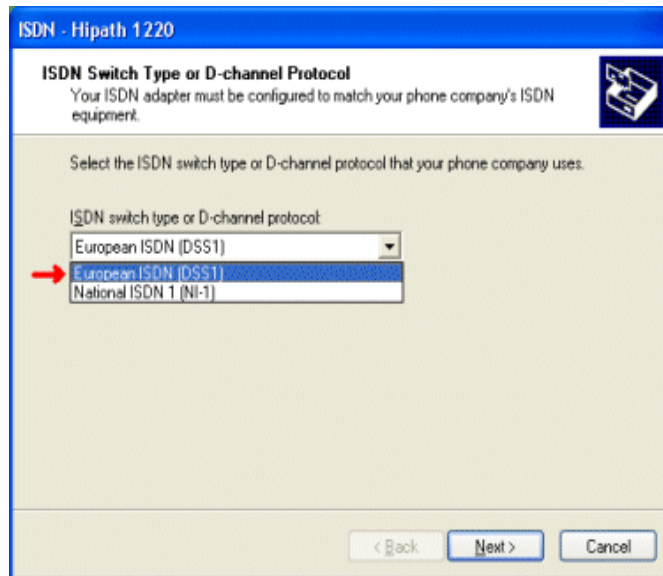 ISDN - Hipath 1220
ISDN Switch Type or D-channel Protocol
Your ISDN adapter must be configured to match your phone company's ISDN
equipment.
Select the ISDN switch type or D-channel protocol that your phone company uses.
ISDN switch type or D-channel protocol:
European ISDN (DSS1)
European ISDN (DSS1)
National ISDN 1 (NI-1)
< Back
Next >
Cancel